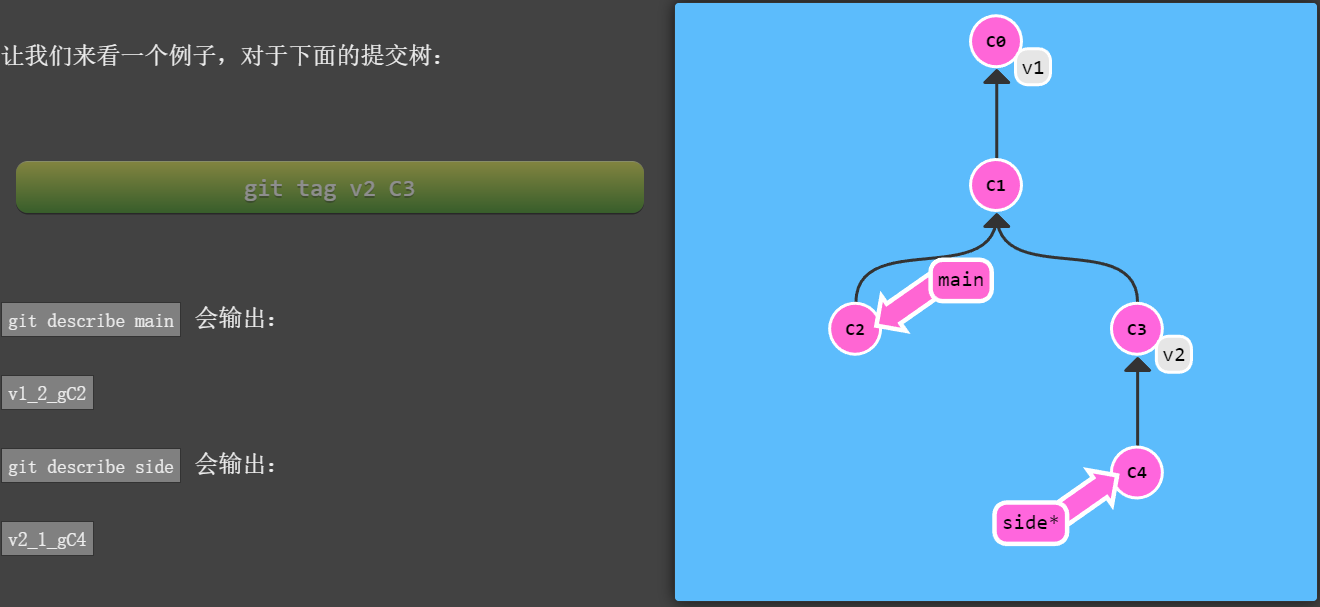 让我们来看一个例子，对于下面的提交树：
git tag v2 C3
git describe main 会输出：
v1_2_gC2
git describe side 会输出：
v2_1_gC4
C0
v1
C1
main
C2
C3
v2
C4
side*